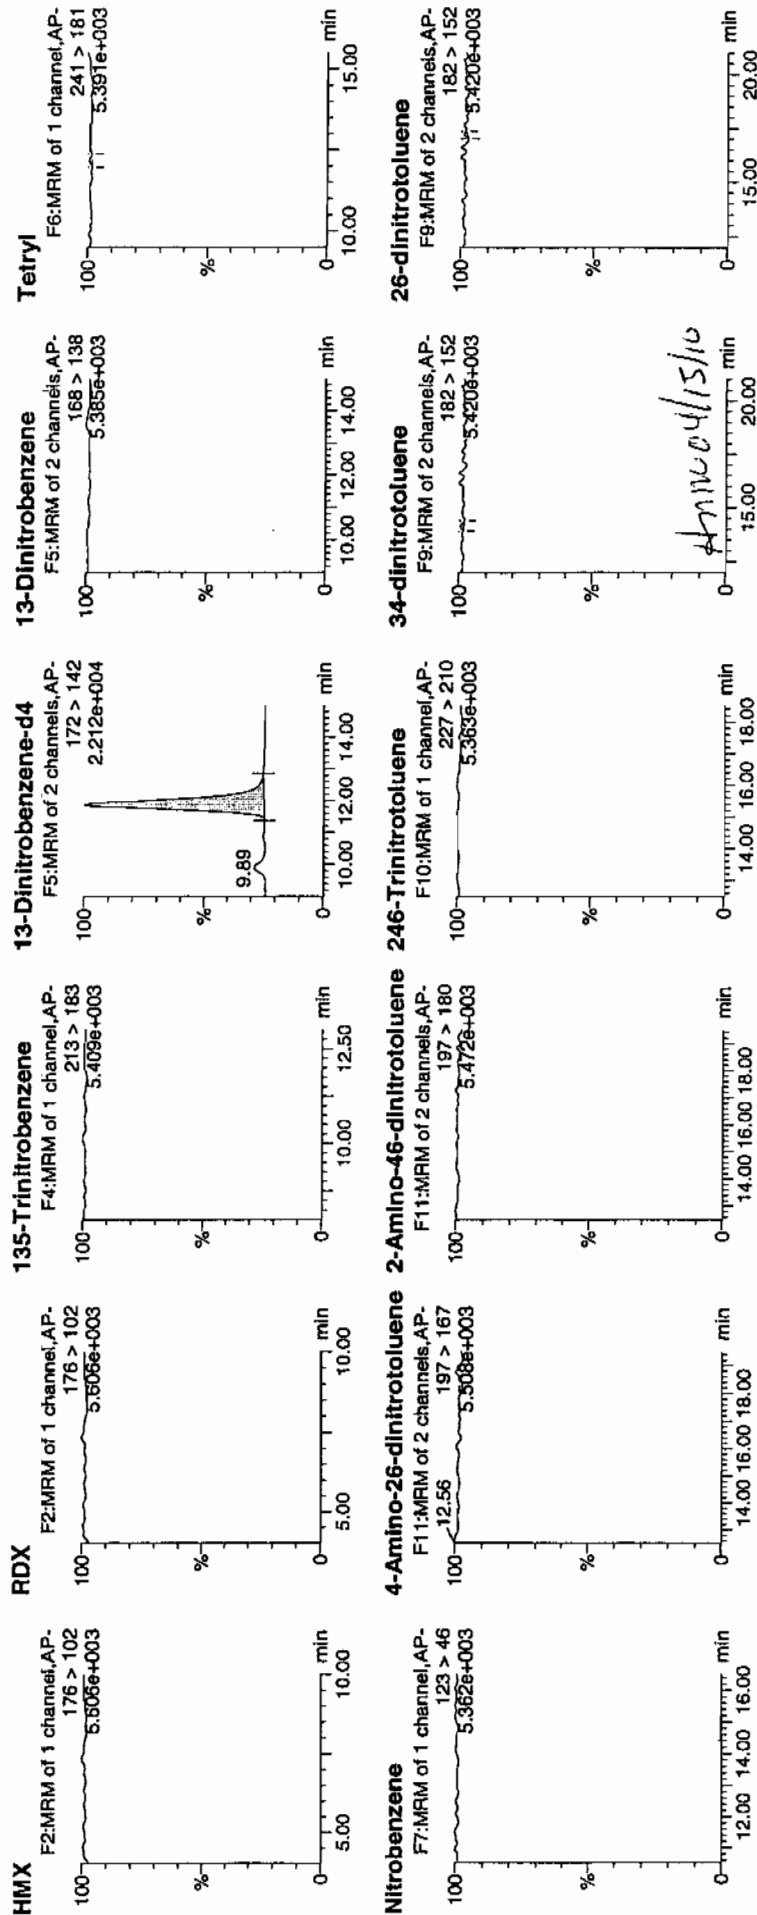 HMX
F2:MRM of 1 channel,AP-
176 > 102
5.606e+003
100
%
0
5.00
10.00
min
RDX
F2:MRM of 1 channel,AP-
176 > 102
5.606e+003
100
%
0
5.00
10.00
min
135-Trinitrobenzene
F4:MRM of 1 channel,AP-
213 > 183
5.409e+003
100
%
0
10.00
12.50
min
13-Dinitrobenzene-d4
F5:MRM of 2 channels,AP-
172 > 142
2.212e+004
100
9.89
%
0
10.00
12.00
14.00
min
13-Dinitrobenzene
F5:MRM of 2 channels,AP-
168 > 138
5.385e+003
100
%
0
10.00
12.00
14.00
min
Tetryl
F6:MRM of 1 channel,AP-
241 > 181
5.391e+003
100
%
0
10.00
15.00
min
Nitrobenzene
F7:MRM of 1 channel,AP-
123 > 46
5.362e+003
100
%
0
12.00
14.00
16.00
min
4-Amino-26-dinitrotoluene
F11:MRM of 2 channels,AP-
12.56
197 > 167
5.508e+003
100
%
0
14.00
16.00
18.00
min
2-Amino-46-dinitrotoluene
F11:MRM of 2 channels,AP-
197 > 180
5.472e+003
100
%
0
14.00
16.00
18.00
min
246-Trinitrotoluene
F10:MRM of 1 channel,AP-
227 > 210
5.363e+003
100
%
0
14.00
16.00
18.00
min
34-dinitrotoluene
F9:MRM of 2 channels,AP-
182 > 152
5.420e+003
100
%
0
15.00
20.00
min
04/15/10
26-dinitrotoluene
F9:MRM of 2 channels,AP-
182 > 152
5.420e+003
100
%
0
15.00
20.00
min